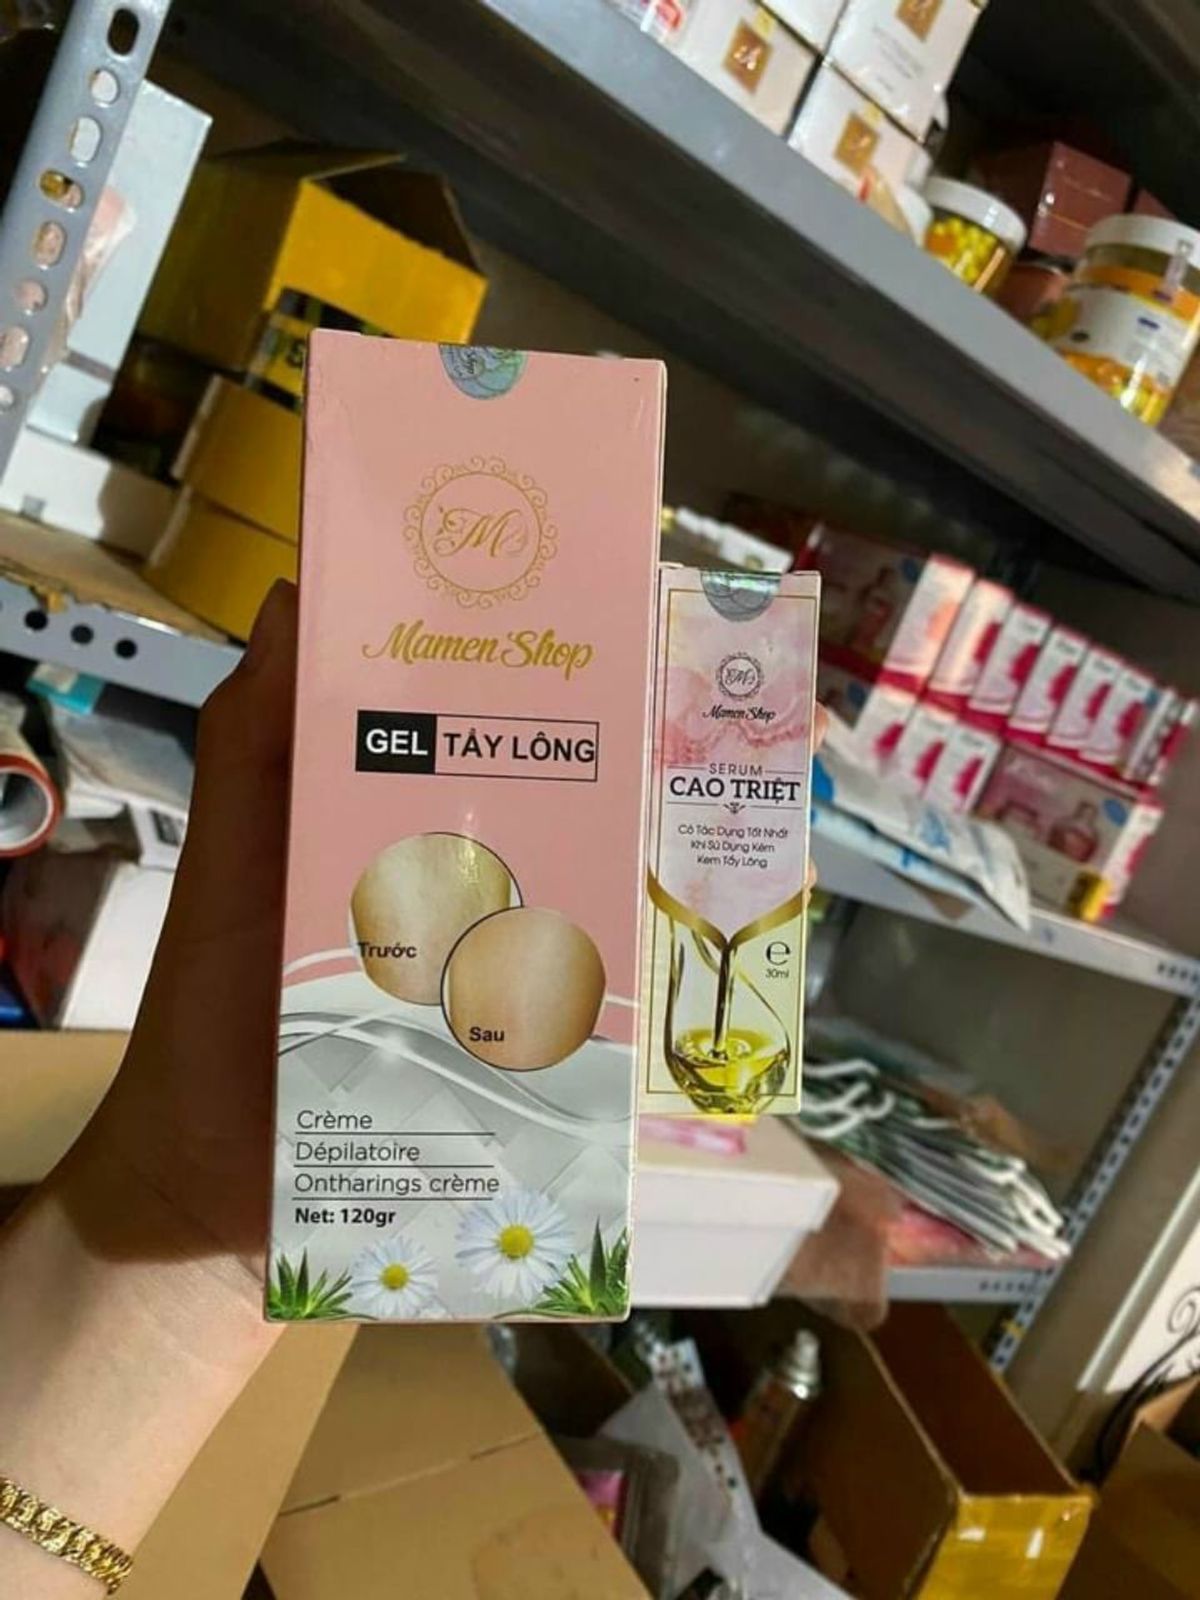 Mamen Shop
GEL TẨY LÔNG
Trước
Sau
Crème
Dépilatoire
Ontharings crème
Net: 120gr
Mamen Shop
SERUM
CAO TRIỆT
Có Tác Dụng Tốt Nhất
Khi Sử Dụng Kèm
Kem Tẩy Lông
e
30ml